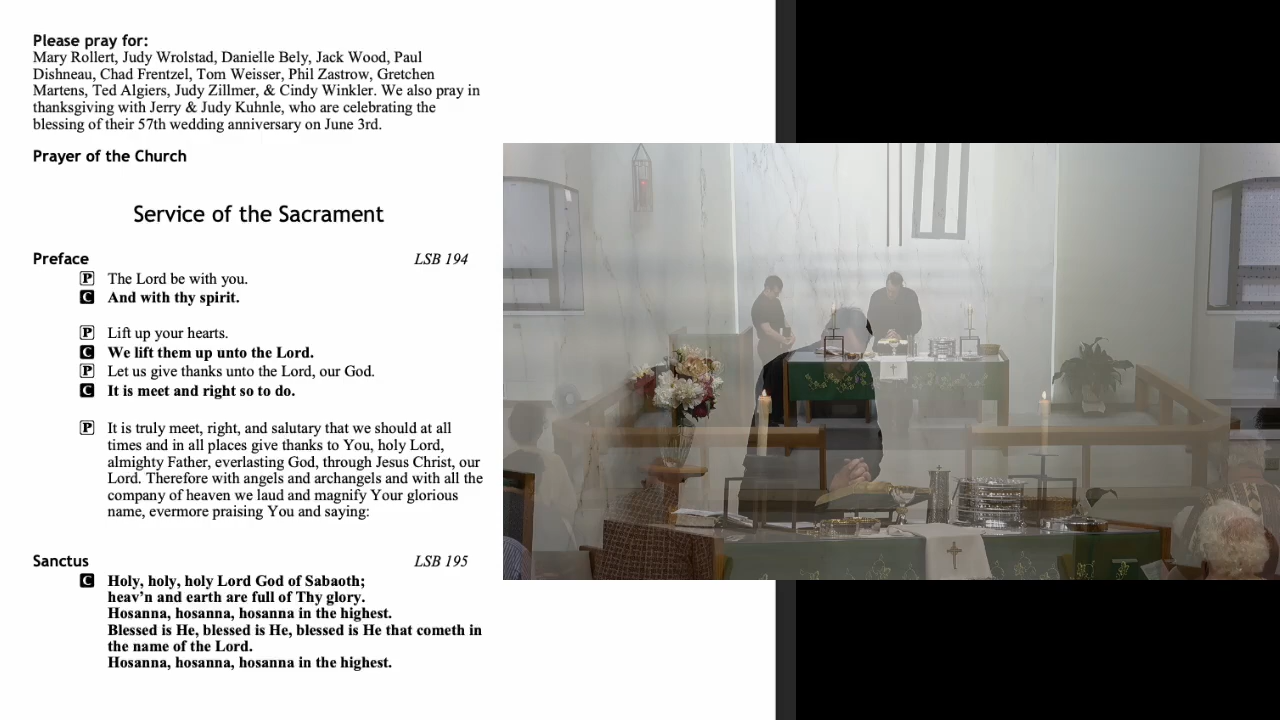 Please pray for:
Mary Rollert, Judy Wrolstad, Danielle Bely, Jack Wood, Paul
Dishneau, Chad Frentzel, Tom Weisser, Phil Zastrow, Gretchen
Martens, Ted Algiers, Judy Zillmer, & Cindy Winkler. We also pray in
thanksgiving with Jerry & Judy Kuhnle, who are celebrating the
blessing of their 57th wedding anniversary on June 3rd.
Prayer of the Church
Service of the Sacrament
Preface LSB 194
P The Lord be with you.
C And with thy spirit.
P Lift up your hearts.
C We lift them up unto the Lord.
P Let us give thanks unto the Lord, our God.
C It is meet and right so to do.
P It is truly meet, right, and salutary that we should at all
times and in all places give thanks to You, holy Lord,
almighty Father, everlasting God, through Jesus Christ, our
Lord. Therefore with angels and archangels and with all the
company of heaven we laud and magnify Your glorious
name, evermore praising You and saying:
Sanctus LSB 195
C Holy, holy, holy Lord God of Sabaoth;
heav’n and earth are full of Thy glory.
Hosanna, hosanna, hosanna in the highest.
Blessed is He, blessed is He, blessed is He that cometh in
the name of the Lord.
Hosanna, hosanna, hosanna in the highest.